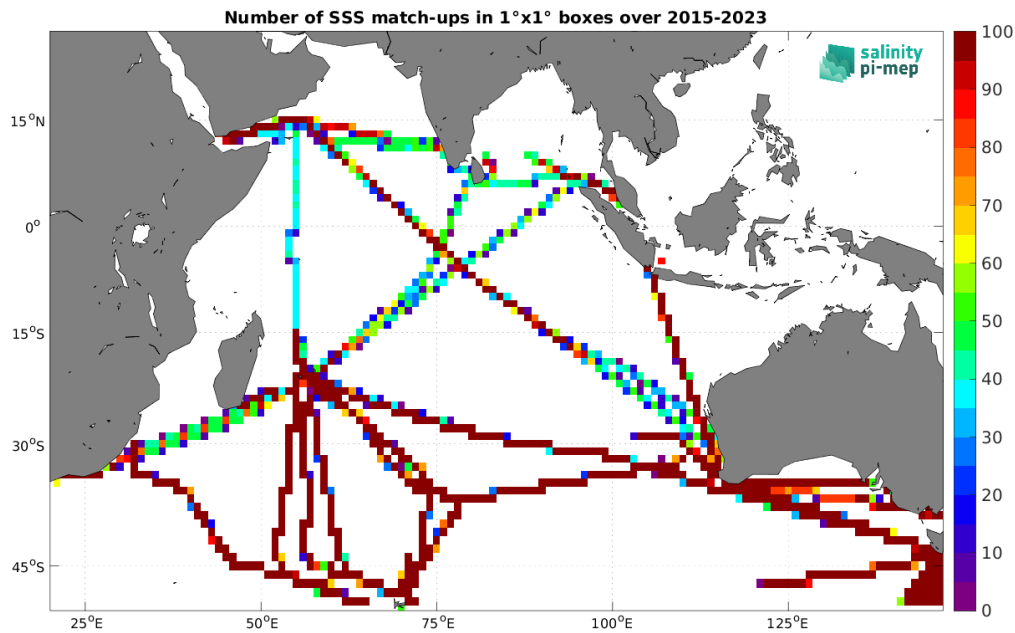 Number of SSS match-ups in 1°x1° boxes over 2015-2023
salinity
pi-mep
100
90
80
70
60
50
40
30
20
10
0
15°N
0°
15°S
30°S
45°S
25°E
50°E
75°E
100°E
125°E